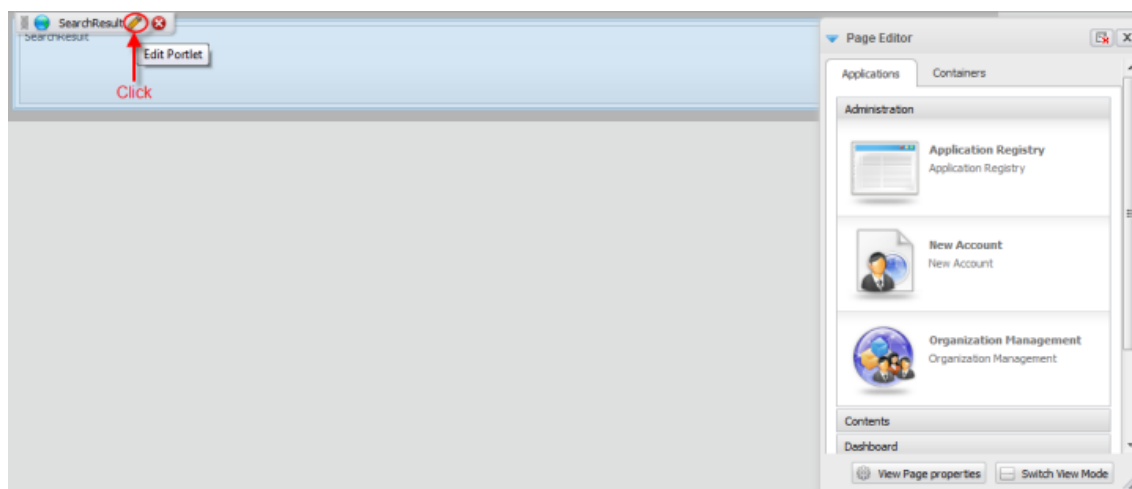 SearchResult
SearchResult
Edit Portlet
Click
Page Editor
Applications
Containers
Administration
Application Registry
Application Registry
New Account
New Account
Organization Management
Organization Management
Contents
Dashboard
View Page properties
Switch View Mode